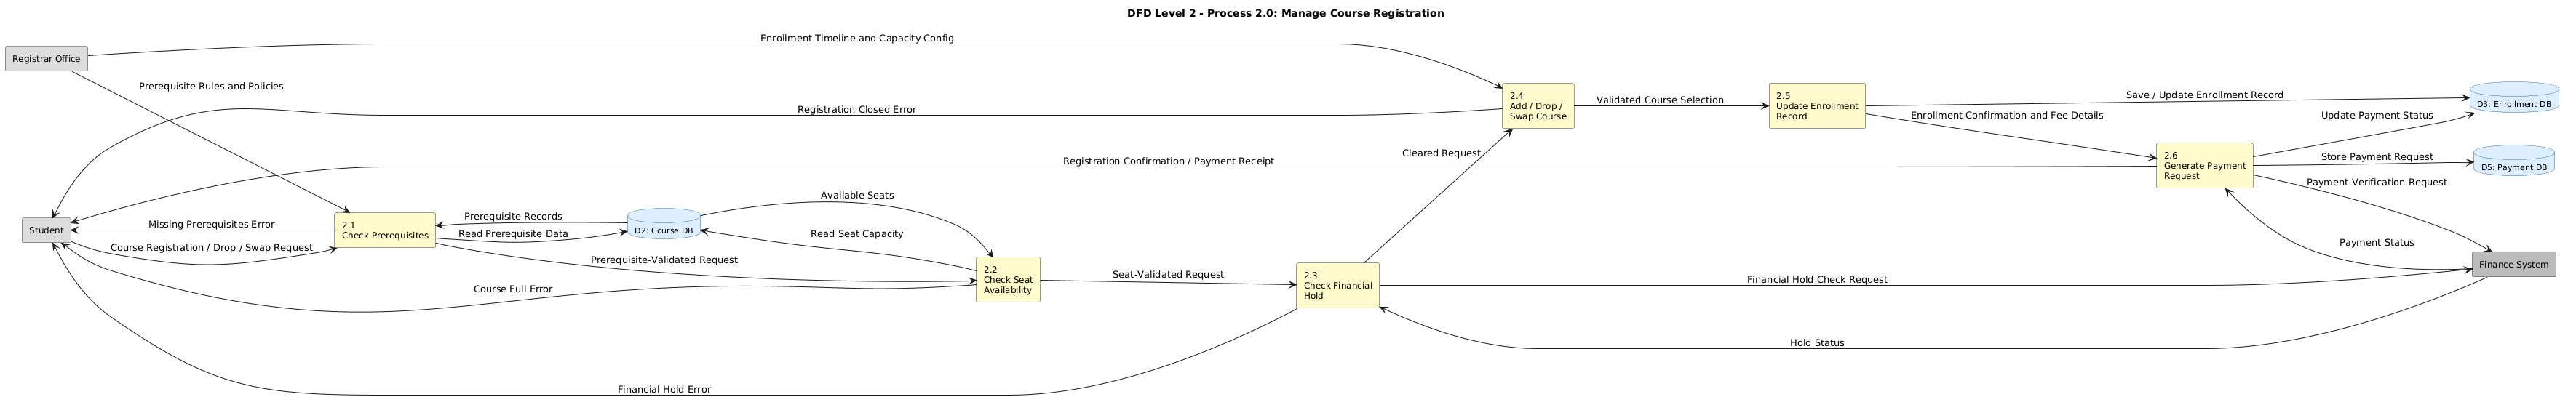 DFD Level 2 - Process 2.0: Manage Course Registration
Registrar Office
Enrollment Timeline and Capacity Config
Prerequisite Rules and Policies
Registration Closed Error
2.4
Add / Drop /
Swap Course
Validated Course Selection
2.5
Update Enrollment
Record
Save / Update Enrollment Record
D3: Enrollment DB
Enrollment Confirmation and Fee Details
Update Payment Status
Cleared Request
Registration Confirmation / Payment Receipt
2.6
Generate Payment
Request
Store Payment Request
D5: Payment DB
Payment Verification Request
Available Seats
Student
Missing Prerequisites Error
Course Registration / Drop / Swap Request
2.1
Check Prerequisites
Prerequisite Records
Read Prerequisite Data
D2: Course DB
Read Seat Capacity
Prerequisite-Validated Request
Course Full Error
2.2
Check Seat
Availability
Seat-Validated Request
2.3
Check Financial
Hold
Financial Hold Check Request
Payment Status
Finance System
Hold Status
Financial Hold Error